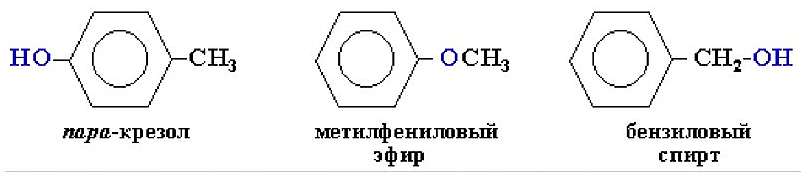 HO CH3 OCH3 CH2-OH
пара-крезол метилфениловый бензиловый
эфир спирт